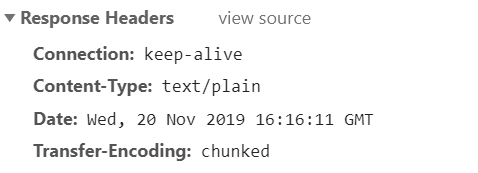 Response Headers view source
Connection: keep-alive
Content-Type: text/plain
Date: Wed, 20 Nov 2019 16:16:11 GMT
Transfer-Encoding: chunked